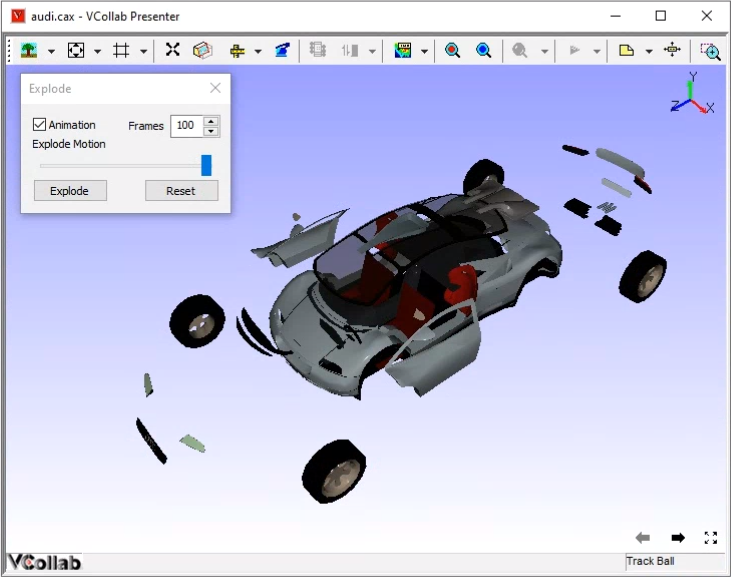 audi.cax - VCollab Presenter
Explode
Animation
Frames 100
Explode Motion
Explode
Reset
Y
Z
X
VCollab
Track Ball